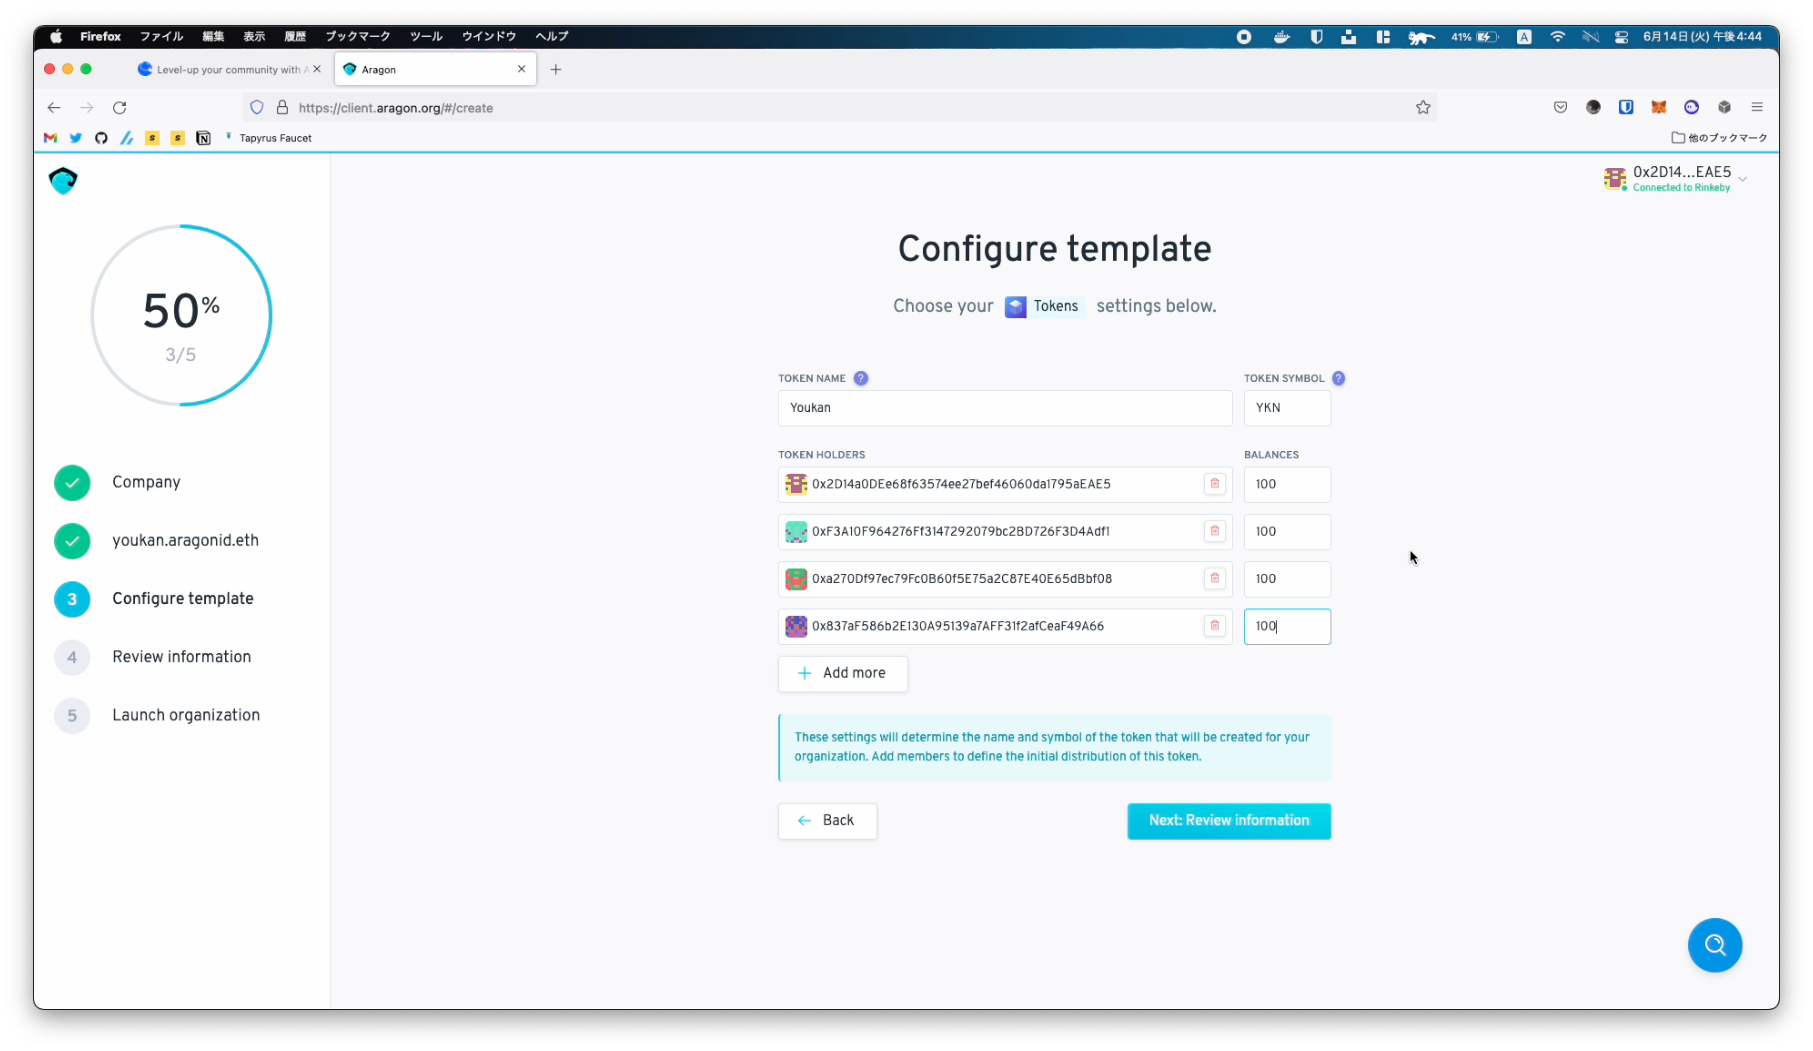 Firefox ファイル 編集 表示 履歴 ブックマーク ツール ウインドウ ヘルプ 41% A 6月14日(火) 午後4:44
Level-up your community with Aragon
https://client.aragon.org/#/create
Tapyrus Faucet 他のブックマーク
0x2D14...EAE5
Connected to Rinkeby
50%
3/5
Company
youkan.aragonid.eth
3 Configure template
4 Review information
5 Launch organization
Configure template
Choose your Tokens settings below.
TOKEN NAME ? TOKEN SYMBOL ?
Youkan YKN
TOKEN HOLDERS BALANCES
0x2D14a0DEe68f63574ee27bef46060da1795aEAE5 100
0xF3A10F964276Ff3147292079bc2BD726F3D4Adf1 100
0xa270Df97ec79Fc0B60f5E75a2C87E40E65dBbf08 100
0x837aF586b2E130A95139a7AFF31f2afCeaF49A66 100
+ Add more
These settings will determine the name and symbol of the token that will be created for your
organization. Add members to define the initial distribution of this token.
Back Next: Review information